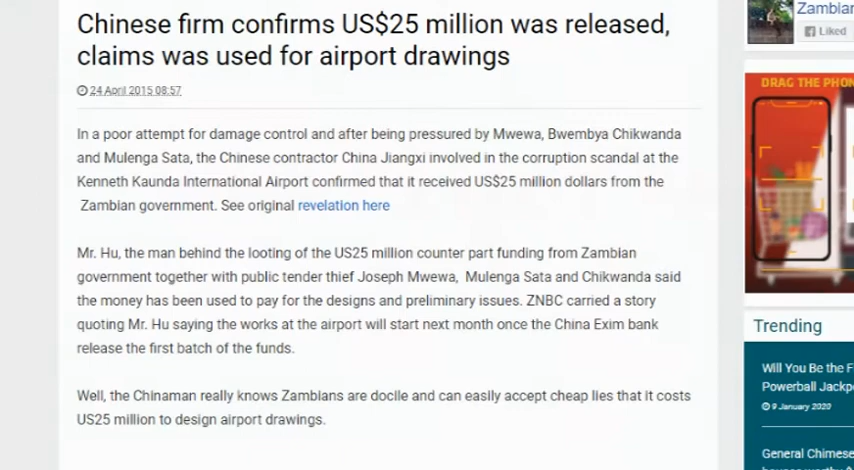 Chinese firm confirms US$25 million was released,
claims was used for airport drawings
24 April 2015 08:57
In a poor attempt for damage control and after being pressured by Mwewa, Bwembya Chikwanda
and Mulenga Sata, the Chinese contractor China Jiangxi involved in the corruption scandal at the
Kenneth Kaunda International Airport confirmed that it received US$25 million dollars from the
Zambian government. See original revelation here
Mr. Hu, the man behind the looting of the US25 million counter part funding from Zambian
government together with public tender thief Joseph Mwewa, Mulenga Sata and Chikwanda said
the money has been used to pay for the designs and preliminary issues. ZNBC carried a story
quoting Mr. Hu saying the works at the airport will start next month once the China Exim bank
release the first batch of the funds.
Well, the Chinaman really knows Zambians are docile and can easily accept cheap lies that it costs
US25 million to design airport drawings.
Zambian
Liked
DRAG THE PHON
Trending
Will You Be the F
Powerball Jackp
9 January 2020
General Chimese